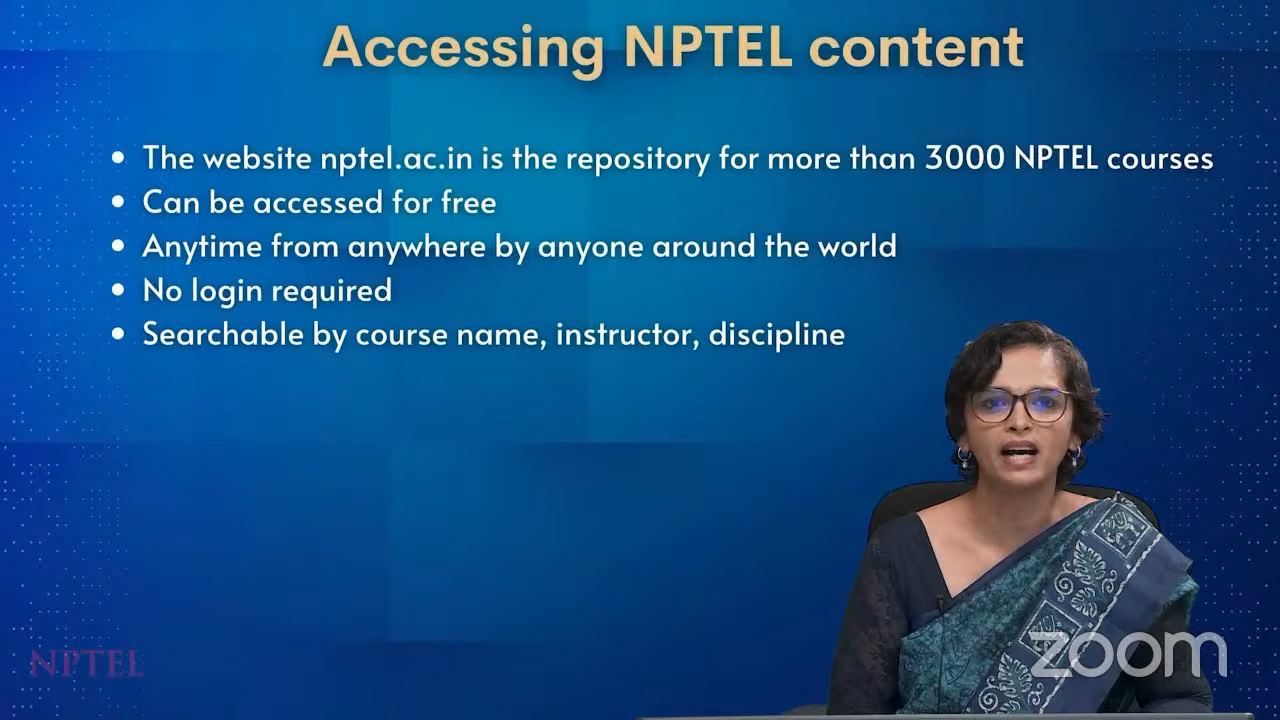 Accessing NPTEL content
• The website nptel.ac.in is the repository for more than 3000 NPTEL courses
• Can be accessed for free
• Anytime from anywhere by anyone around the world
• No login required
• Searchable by course name, instructor, discipline
NPTEL
zoom